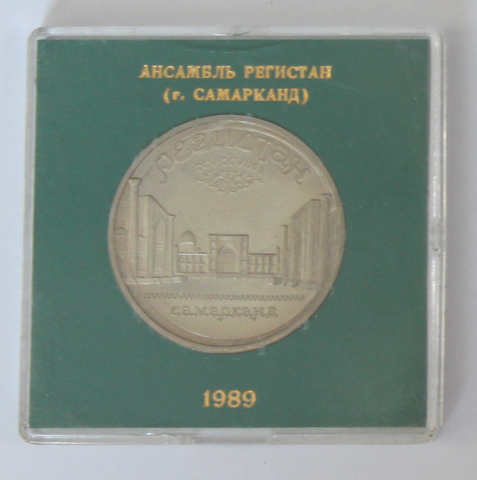 АНСАМБЛЬ РЕГИСТАН
(г. САМАРКАНД)
РЕГИСТАН
самарканд
1989